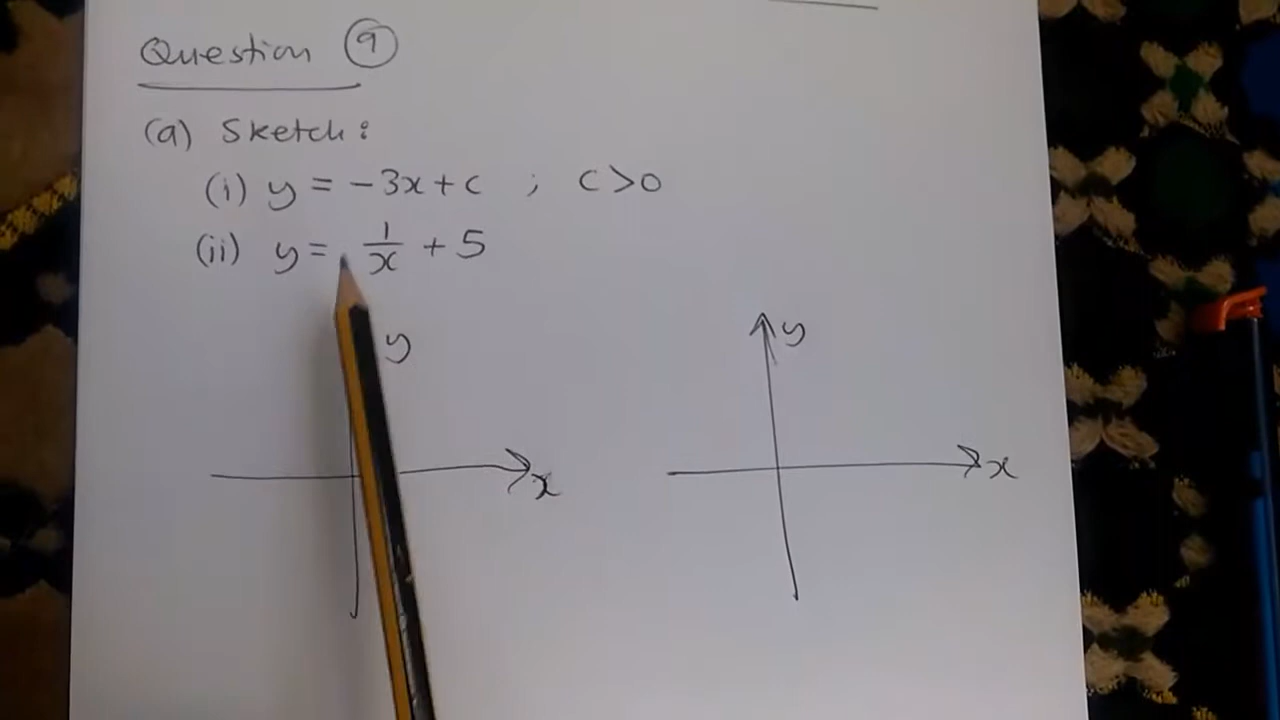 Question 9
(a) Sketch:
(i) y = -3x + c ; c > 0
(ii) y = 1/x + 5
y
y
x
x